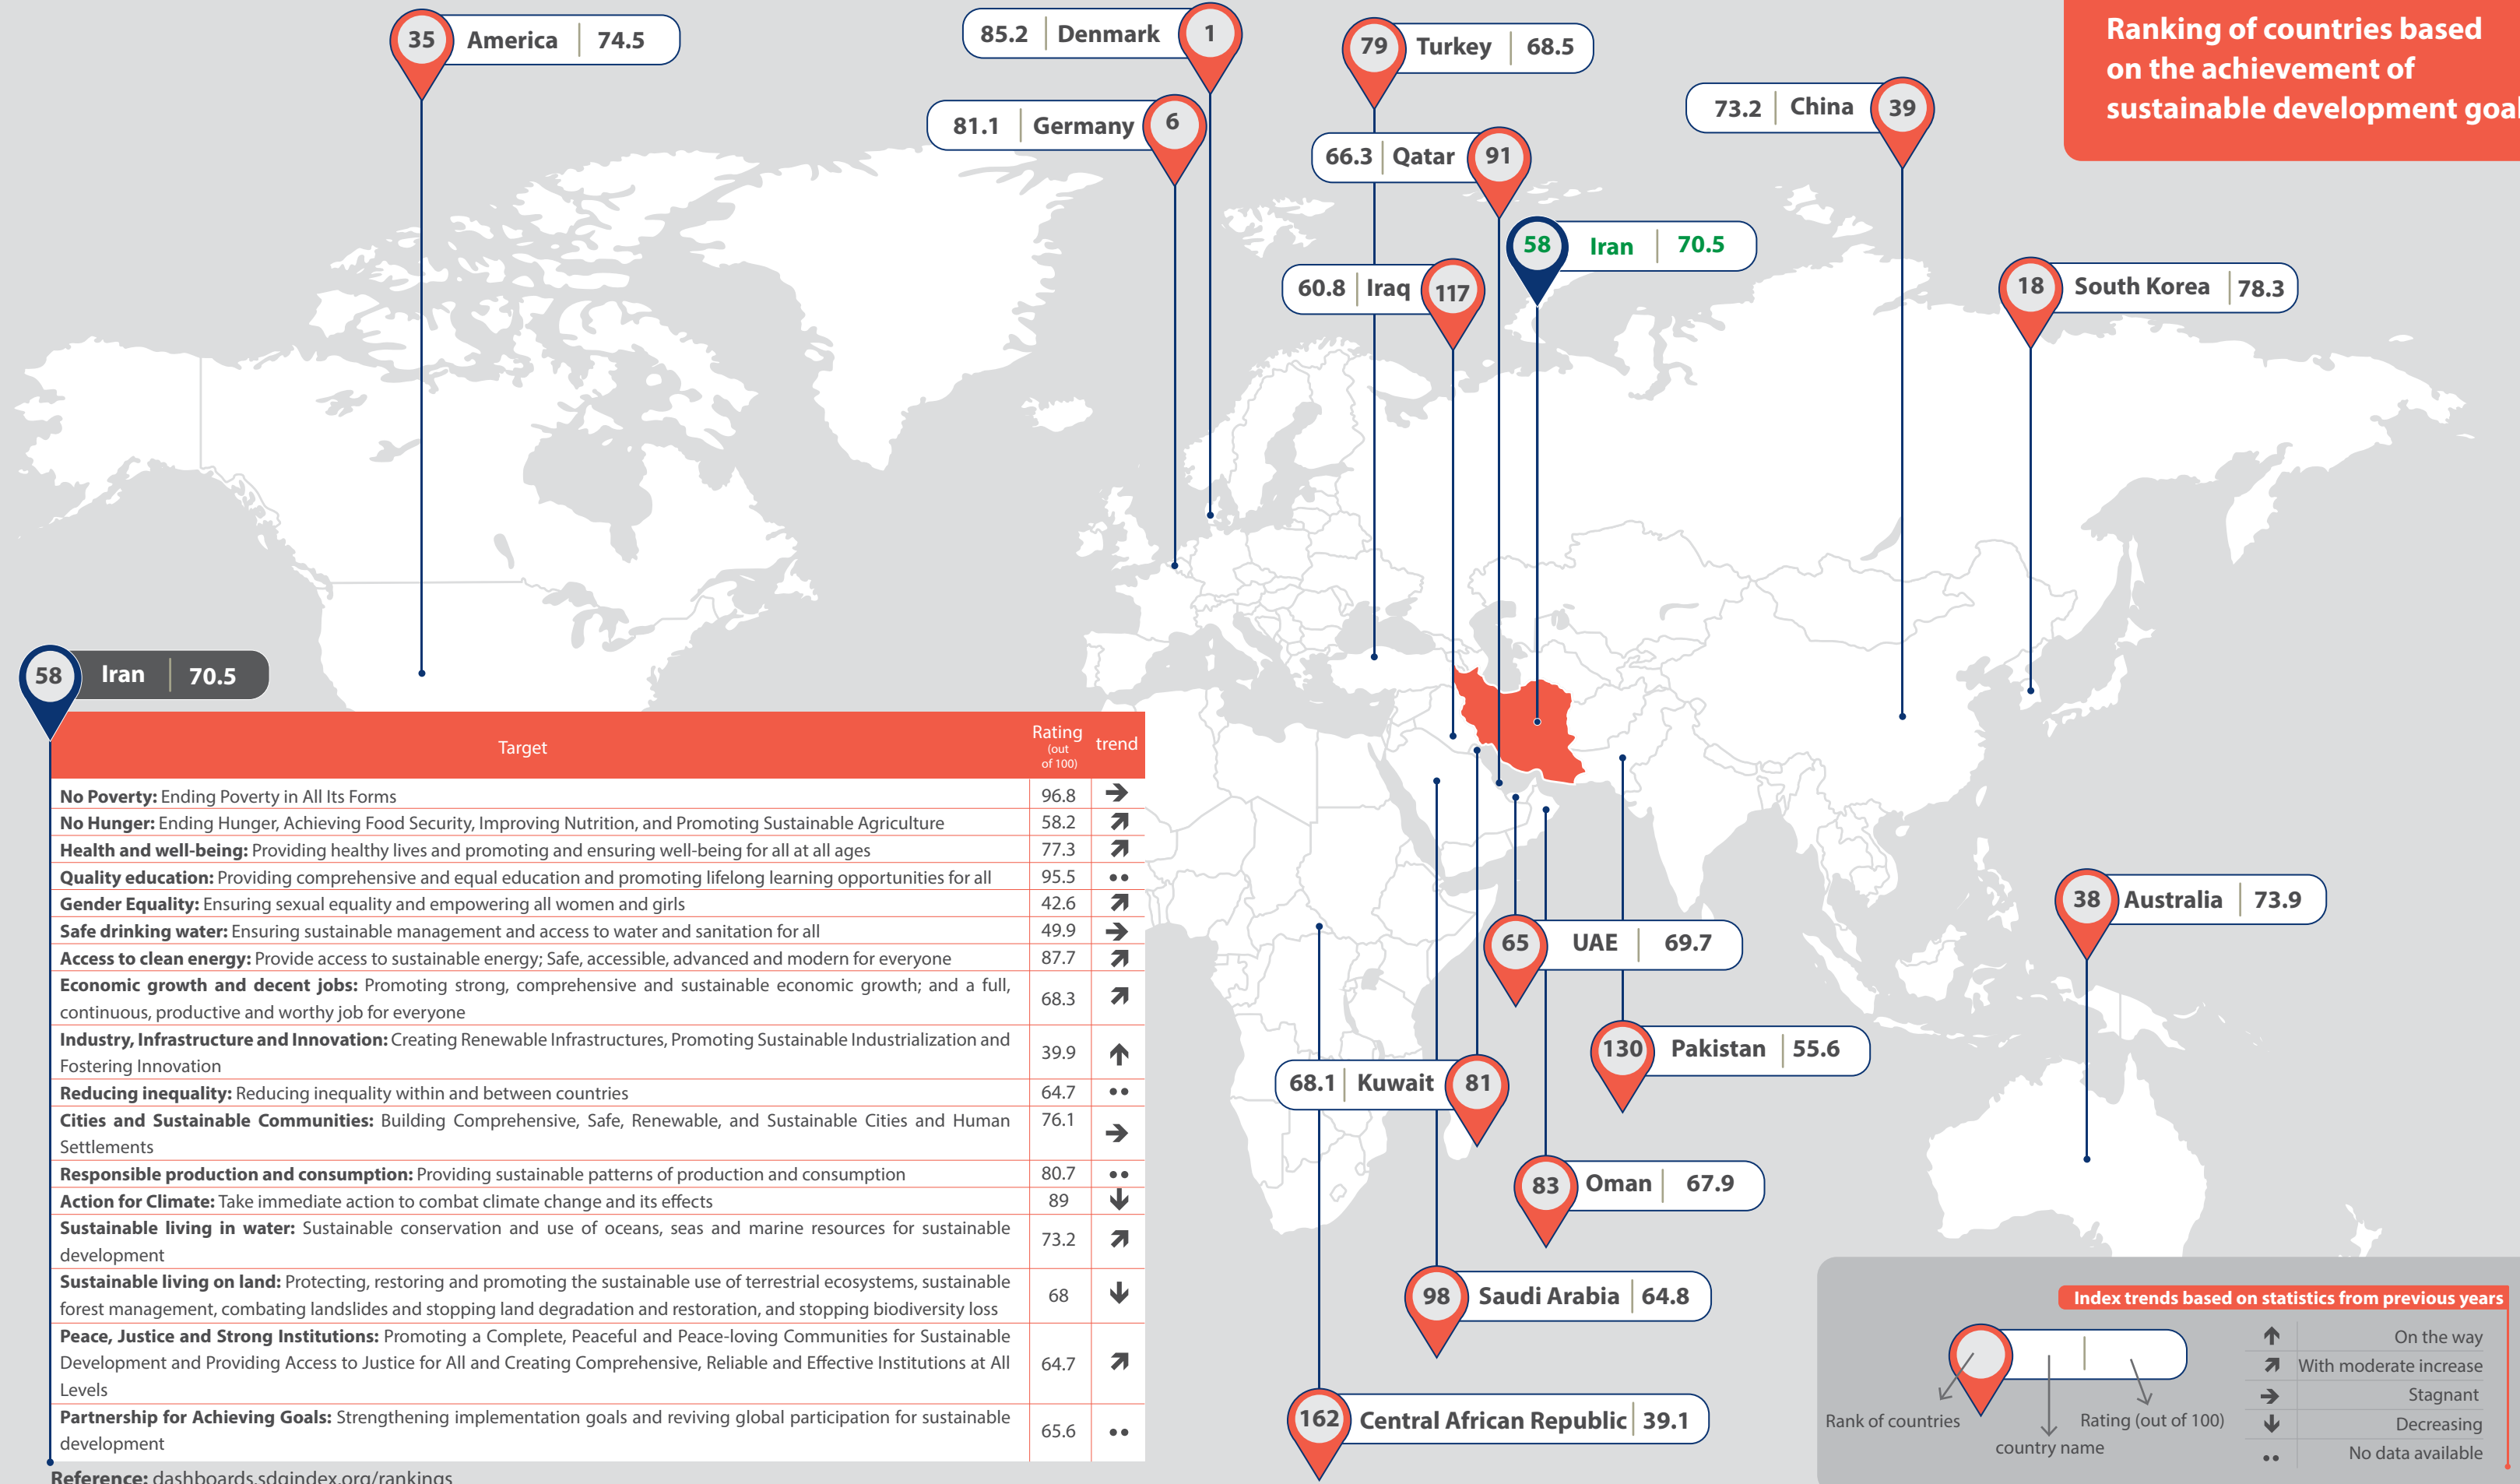 Ranking of countries based
on the achievement of
sustainable development goal
35 America 74.5
85.2 Denmark 1
79 Turkey 68.5
81.1 Germany 6
73.2 China 39
66.3 Qatar 91
58 Iran 70.5
60.8 Iraq 117
18 South Korea 78.3
58 Iran 70.5
38 Australia 73.9
65 UAE 69.7
130 Pakistan 55.6
68.1 Kuwait 81
83 Oman 67.9
98 Saudi Arabia 64.8
162 Central African Republic 39.1
Target Rating (out of 100) trend
No Poverty: Ending Poverty in All Its Forms 96.8
No Hunger: Ending Hunger, Achieving Food Security, Improving Nutrition, and Promoting Sustainable Agriculture 58.2
Health and well-being: Providing healthy lives and promoting and ensuring well-being for all at all ages 77.3
Quality education: Providing comprehensive and equal education and promoting lifelong learning opportunities for all 95.5
Gender Equality: Ensuring sexual equality and empowering all women and girls 42.6
Safe drinking water: Ensuring sustainable management and access to water and sanitation for all 49.9
Access to clean energy: Provide access to sustainable energy; Safe, accessible, advanced and modern for everyone 87.7
Economic growth and decent jobs: Promoting strong, comprehensive and sustainable economic growth; and a full,
continuous, productive and worthy job for everyone 68.3
Industry, Infrastructure and Innovation: Creating Renewable Infrastructures, Promoting Sustainable Industrialization and
Fostering Innovation 39.9
Reducing inequality: Reducing inequality within and between countries 64.7
Cities and Sustainable Communities: Building Comprehensive, Safe, Renewable, and Sustainable Cities and Human 76.1
Settlements
Responsible production and consumption: Providing sustainable patterns of production and consumption 80.7
Action for Climate: Take immediate action to combat climate change and its effects 89
Sustainable living in water: Sustainable conservation and use of oceans, seas and marine resources for sustainable
development 73.2
Sustainable living on land: Protecting, restoring and promoting the sustainable use of terrestrial ecosystems, sustainable
forest management, combating landslides and stopping land degradation and restoration, and stopping biodiversity loss 68
Peace, Justice and Strong Institutions: Promoting a Complete, Peaceful and Peace-loving Communities for Sustainable
Development and Providing Access to Justice for All and Creating Comprehensive, Reliable and Effective Institutions at All 64.7
Levels
Partnership for Achieving Goals: Strengthening implementation goals and reviving global participation for sustainable
development 65.6
Reference: dashboards.sdgindex.org/rankings
Index trends based on statistics from previous years
Rank of countries
country name
Rating (out of 100)
On the way
With moderate increase
Stagnant
Decreasing
No data available